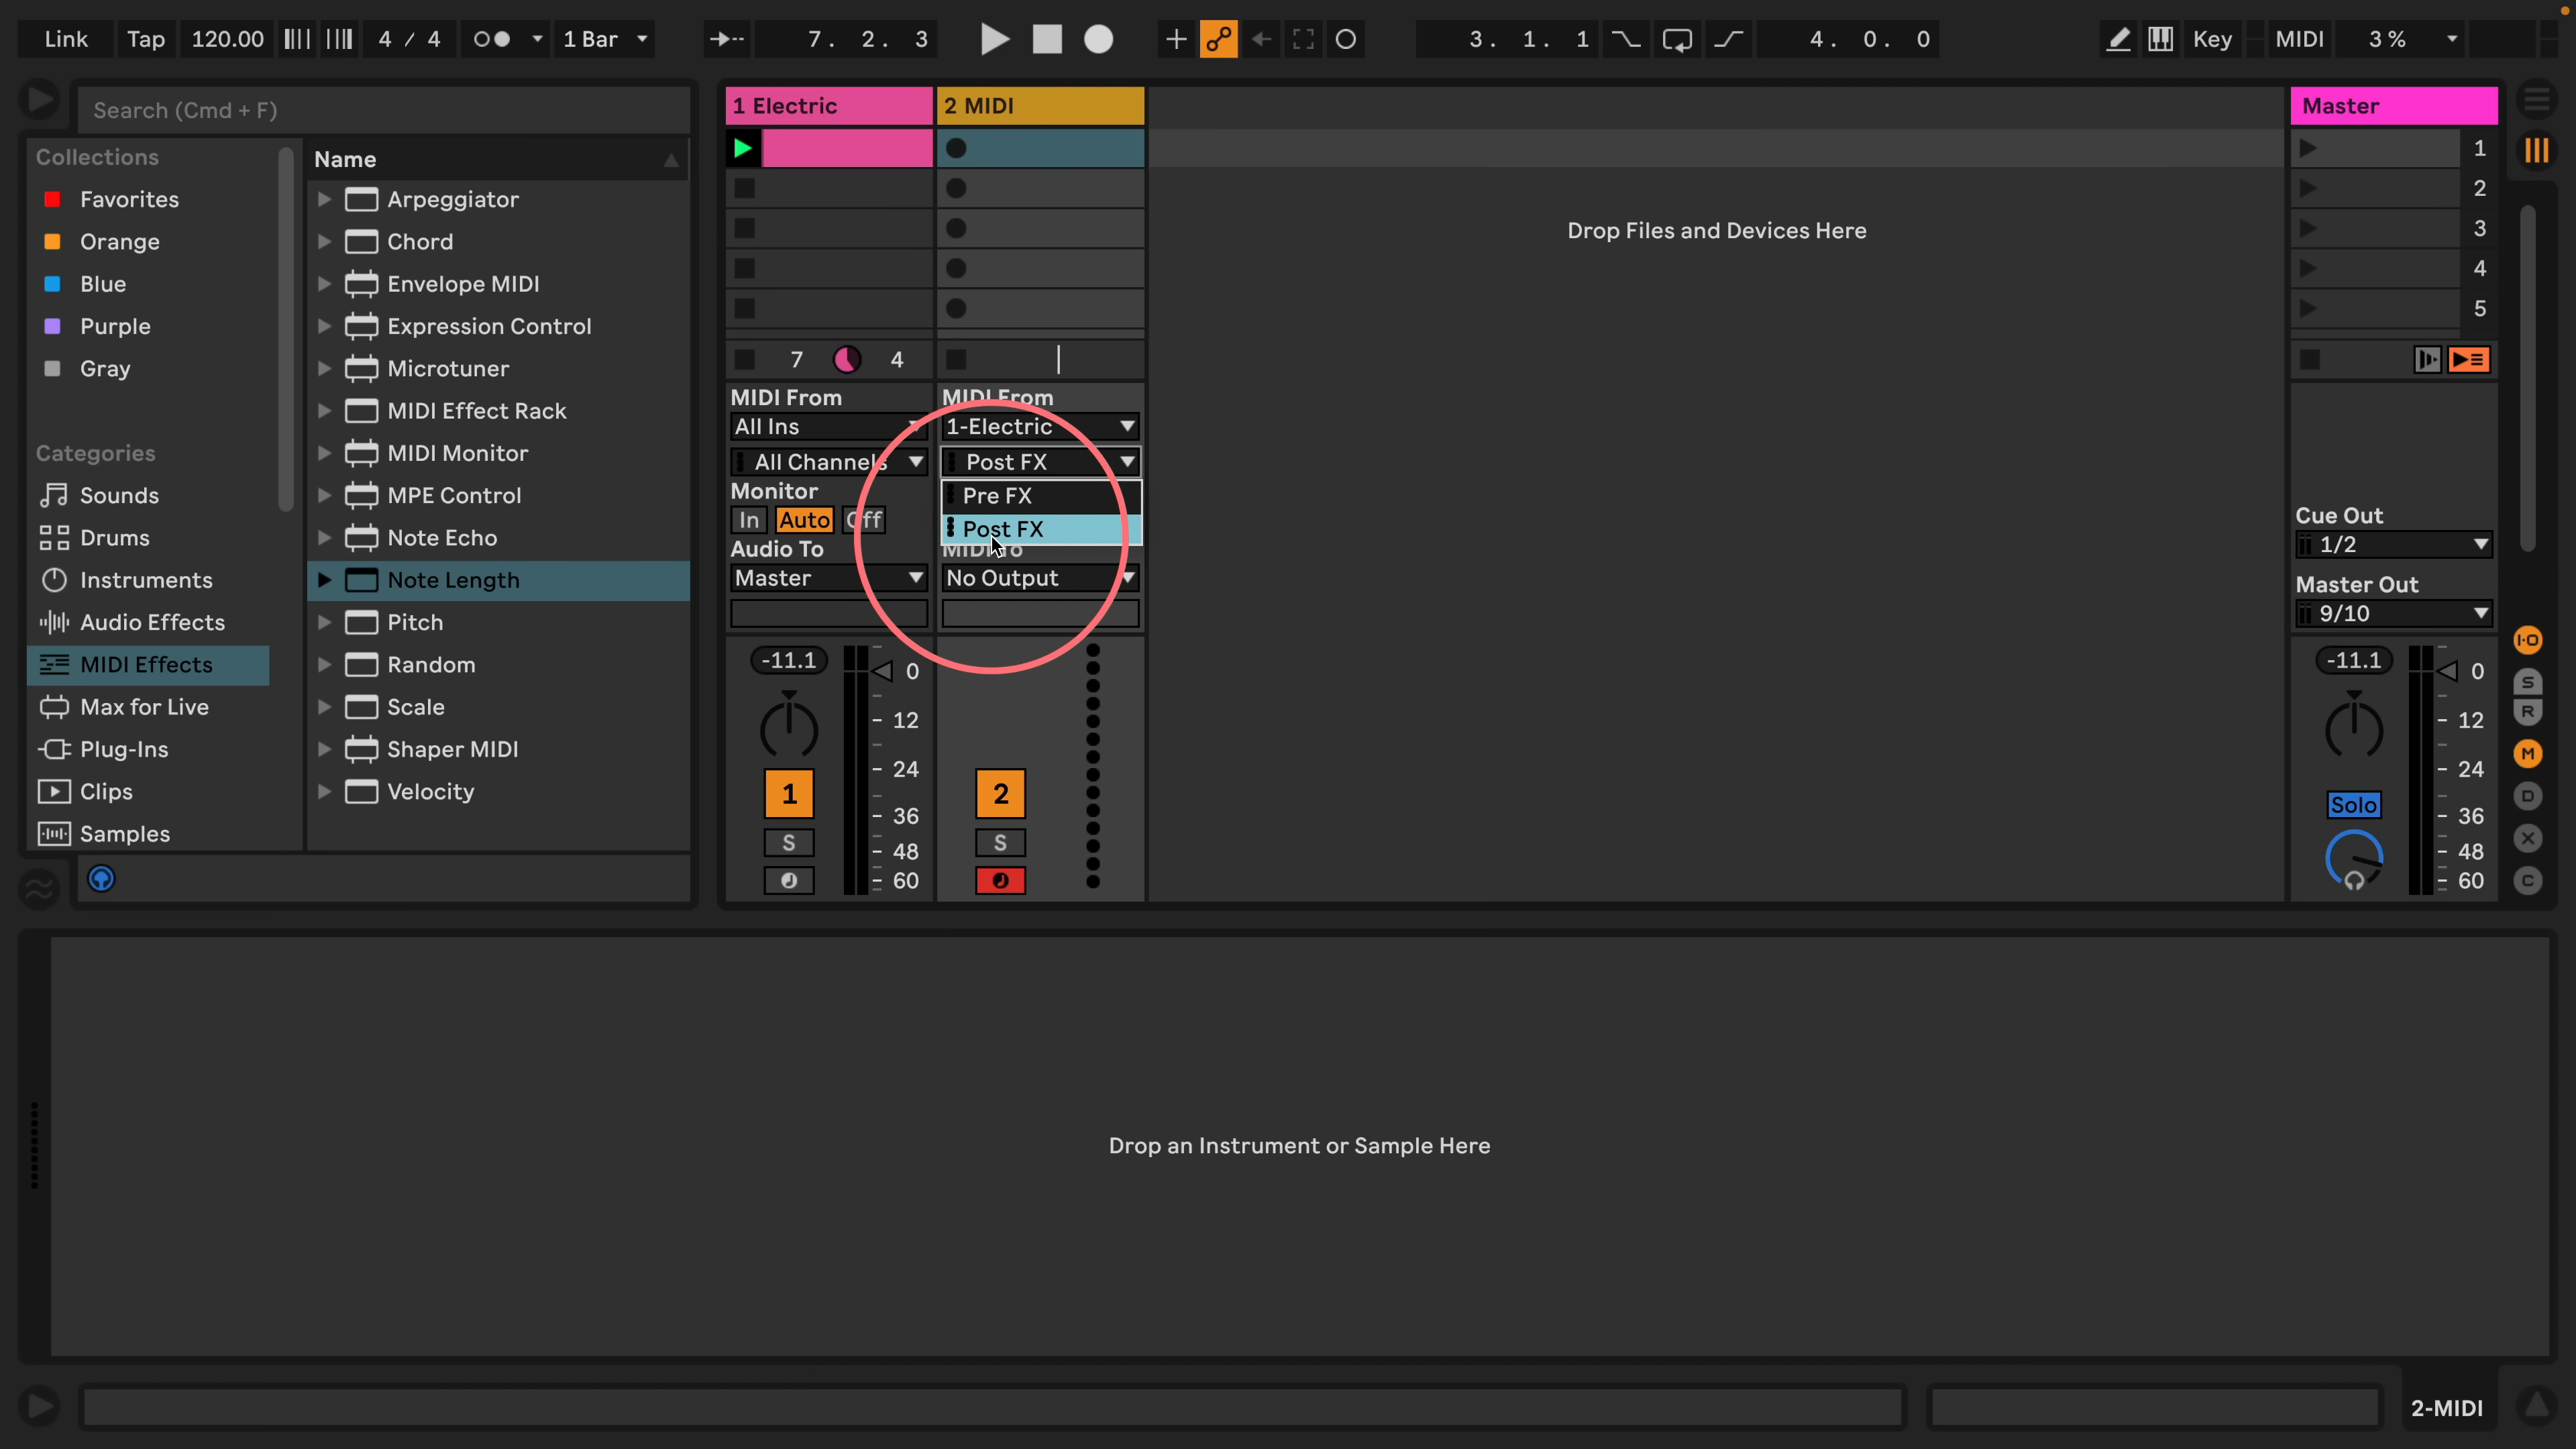 Link Tap 120.00 4 / 4 1 Bar 7. 2. 3 3. 1. 1 4. 0. 0 Key MIDI 3 %
Search (Cmd + F)
Collections
Favorites
Orange
Blue
Purple
Gray
Categories
Sounds
Drums
Instruments
Audio Effects
MIDI Effects
Max for Live
Plug-Ins
Clips
Samples
Name
Arpeggiator
Chord
Envelope MIDI
Expression Control
Microtuner
MIDI Effect Rack
MIDI Monitor
MPE Control
Note Echo
Note Length
Pitch
Random
Scale
Shaper MIDI
Velocity
1 Electric
7 4
MIDI From
All Ins
All Channels
Monitor
In Auto Off
Audio To
Master
-11.1
0
12
24
36
48
60
1
S
2 MIDI
MIDI From
1-Electric
Post FX
Pre FX
Post FX
MIDI To
No Output
2
S
Drop Files and Devices Here
Master
1
2
3
4
5
Cue Out
1/2
Master Out
9/10
-11.1
0
12
24
36
48
60
Solo
I·O
S
R
M
D
X
C
Drop an Instrument or Sample Here
2-MIDI